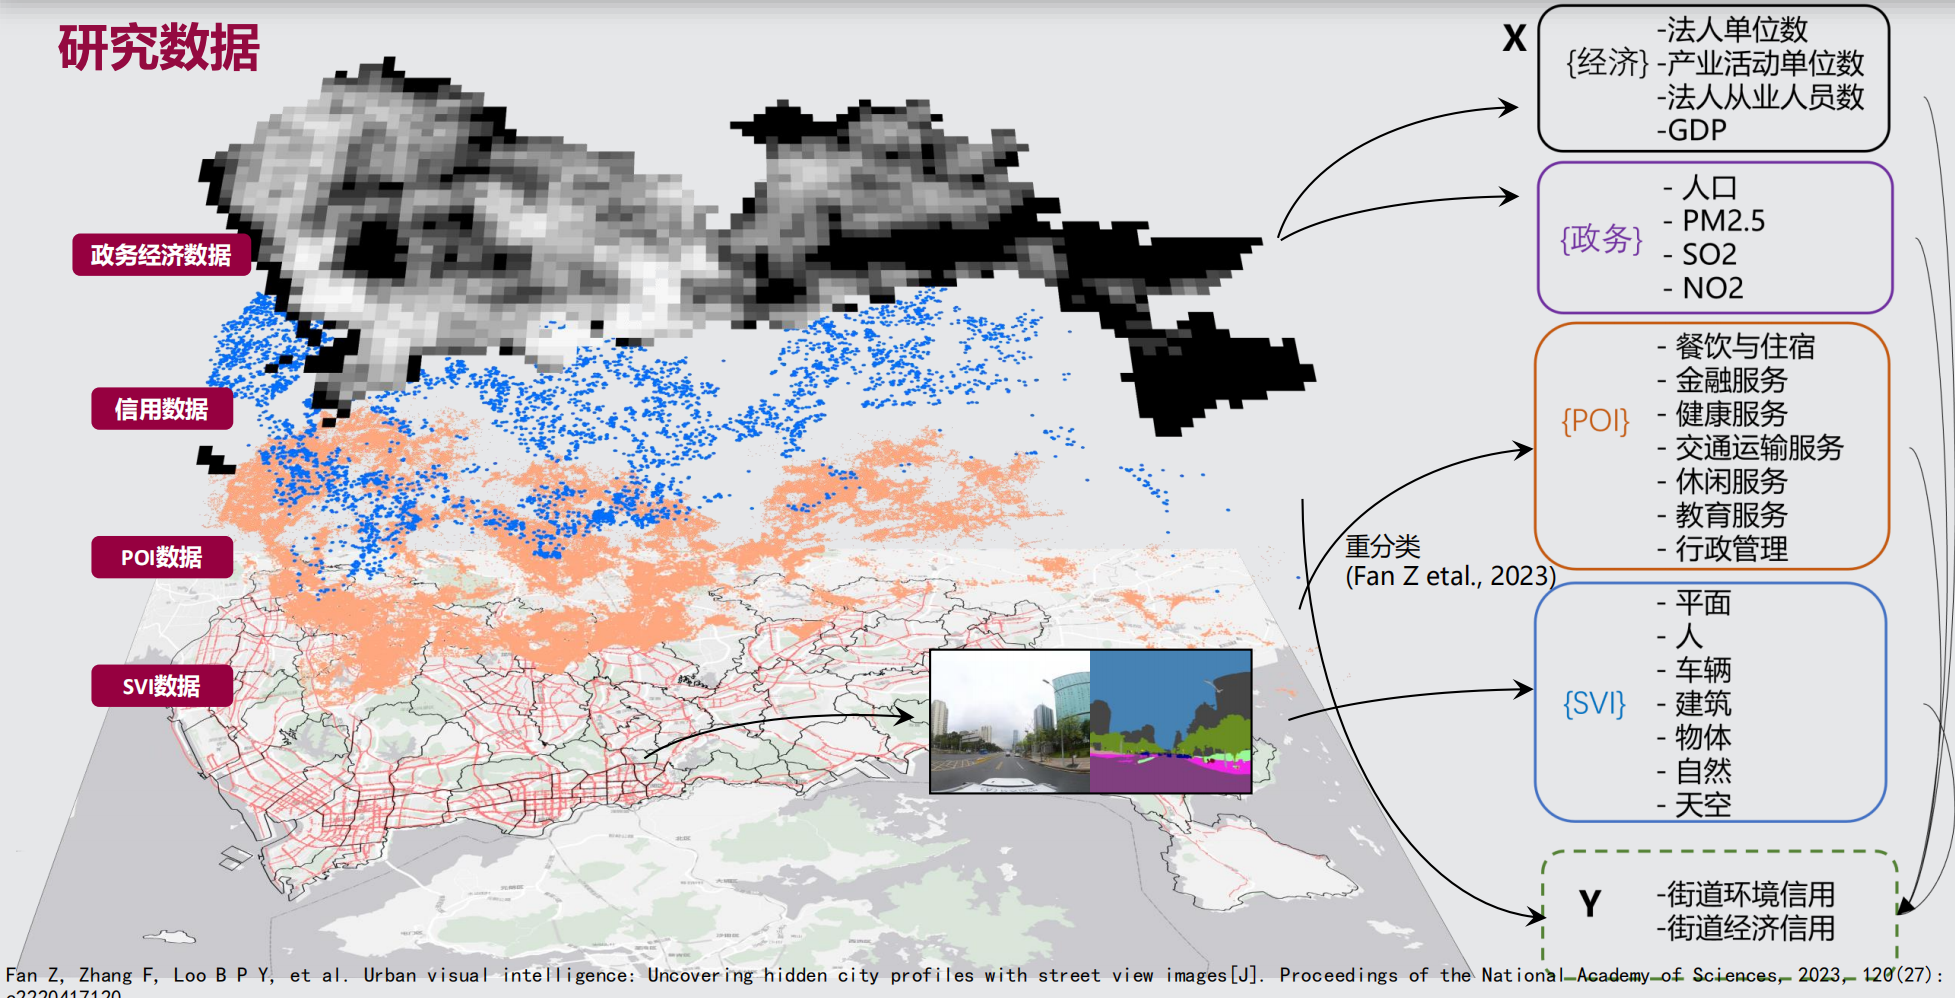 研究数据
政务经济数据
信用数据
POI数据
SVI数据
X
{经济}
-法人单位数
-产业活动单位数
-法人从业人员数
-GDP
{政务}
- 人口
- PM2.5
- SO2
- NO2
{POI}
- 餐饮与住宿
- 金融服务
- 健康服务
- 交通运输服务
- 休闲服务
- 教育服务
- 行政管理
重分类
(Fan Z etal., 2023)
{SVI}
- 平面
- 人
- 车辆
- 建筑
- 物体
- 自然
- 天空
Y
-街道环境信用
-街道经济信用
Fan Z, Zhang F, Loo B P Y, et al. Urban visual intelligence: Uncovering hidden city profiles with street view images[J]. Proceedings of the National Academy of Sciences, 2023, 120(27):
e2220417120